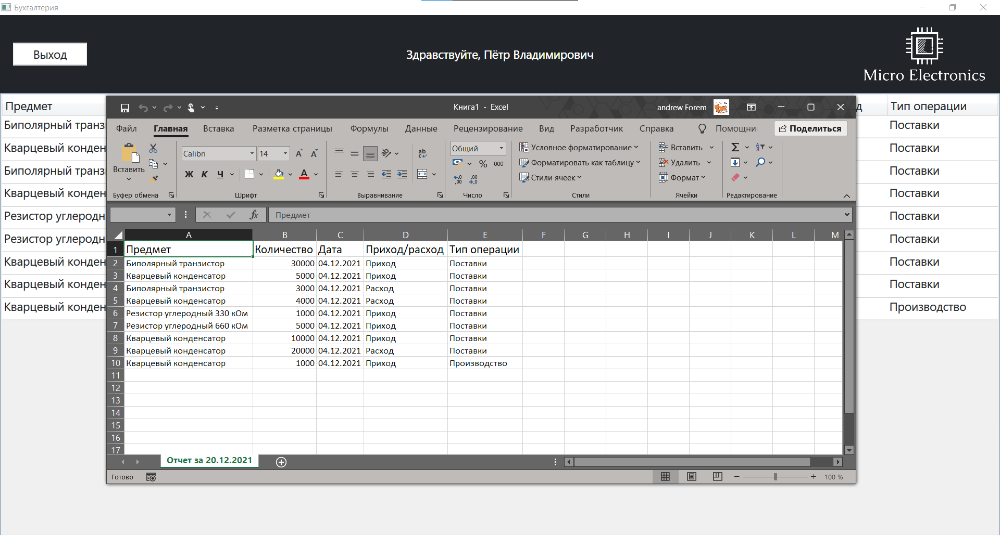 Бухгалтерия
Выход
Здравствуйте, Пётр Владимирович
Micro Electronics
Предмет
Тип операции
Биполярный
Поставки
Кварцевый
Поставки
Биполярный
Поставки
Кварцевый
Поставки
Резистор
Поставки
Резистор
Поставки
Кварцевый
Поставки
Кварцевый
Поставки
Кварцевый
Производство
Книга1 - Excel
andrew Forem
Файл Главная Вставка Разметка страницы Формулы Данные Рецензирование Вид Разработчик Справка Помощни Поделиться
Вставить
Буфер обмена
Calibri 14
Ж К Ч
Шрифт
Выравнивание
Общий
% 000
Число
Условное форматирование
Форматировать как таблицу
Стили ячеек
Стили
Вставить
Удалить
Формат
Ячейки
Редактирование
fx Предмет
A B C D E F G H I J K L M
1 Предмет Количество Дата Приход/расход Тип операции
2 Биполярный транзистор 30000 04.12.2021 Приход Поставки
3 Кварцевый конденсатор 5000 04.12.2021 Приход Поставки
4 Биполярный транзистор 3000 04.12.2021 Расход Поставки
5 Кварцевый конденсатор 4000 04.12.2021 Расход Поставки
6 Резистор углеродный 330 кОм 1000 04.12.2021 Приход Поставки
7 Резистор углеродный 660 кОм 5000 04.12.2021 Приход Поставки
8 Кварцевый конденсатор 10000 04.12.2021 Приход Поставки
9 Кварцевый конденсатор 20000 04.12.2021 Расход Поставки
10 Кварцевый конденсатор 1000 04.12.2021 Приход Производство
11
12
13
14
15
16
17
Отчет за 20.12.2021
Готово
100 %